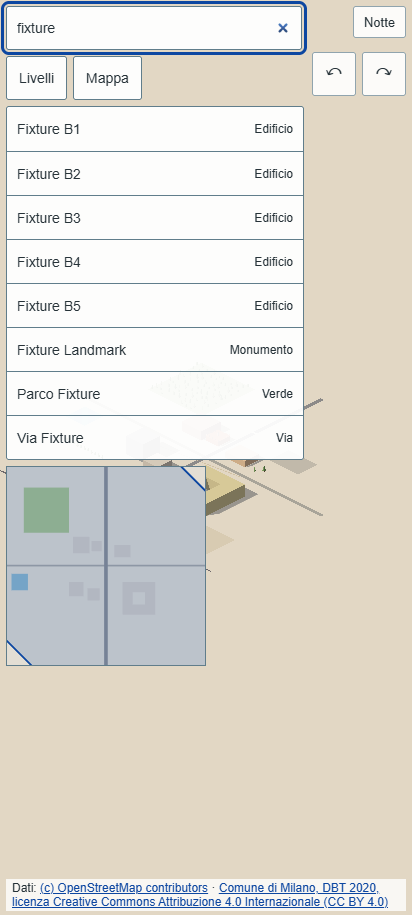 fixture ×
Notte
Livelli
Mappa
Fixture B1 Edificio
Fixture B2 Edificio
Fixture B3 Edificio
Fixture B4 Edificio
Fixture B5 Edificio
Fixture Landmark Monumento
Parco Fixture Verde
Via Fixture Via
Dati: (c) OpenStreetMap contributors · Comune di Milano, DBT 2020,
licenza Creative Commons Attribuzione 4.0 Internazionale (CC BY 4.0)